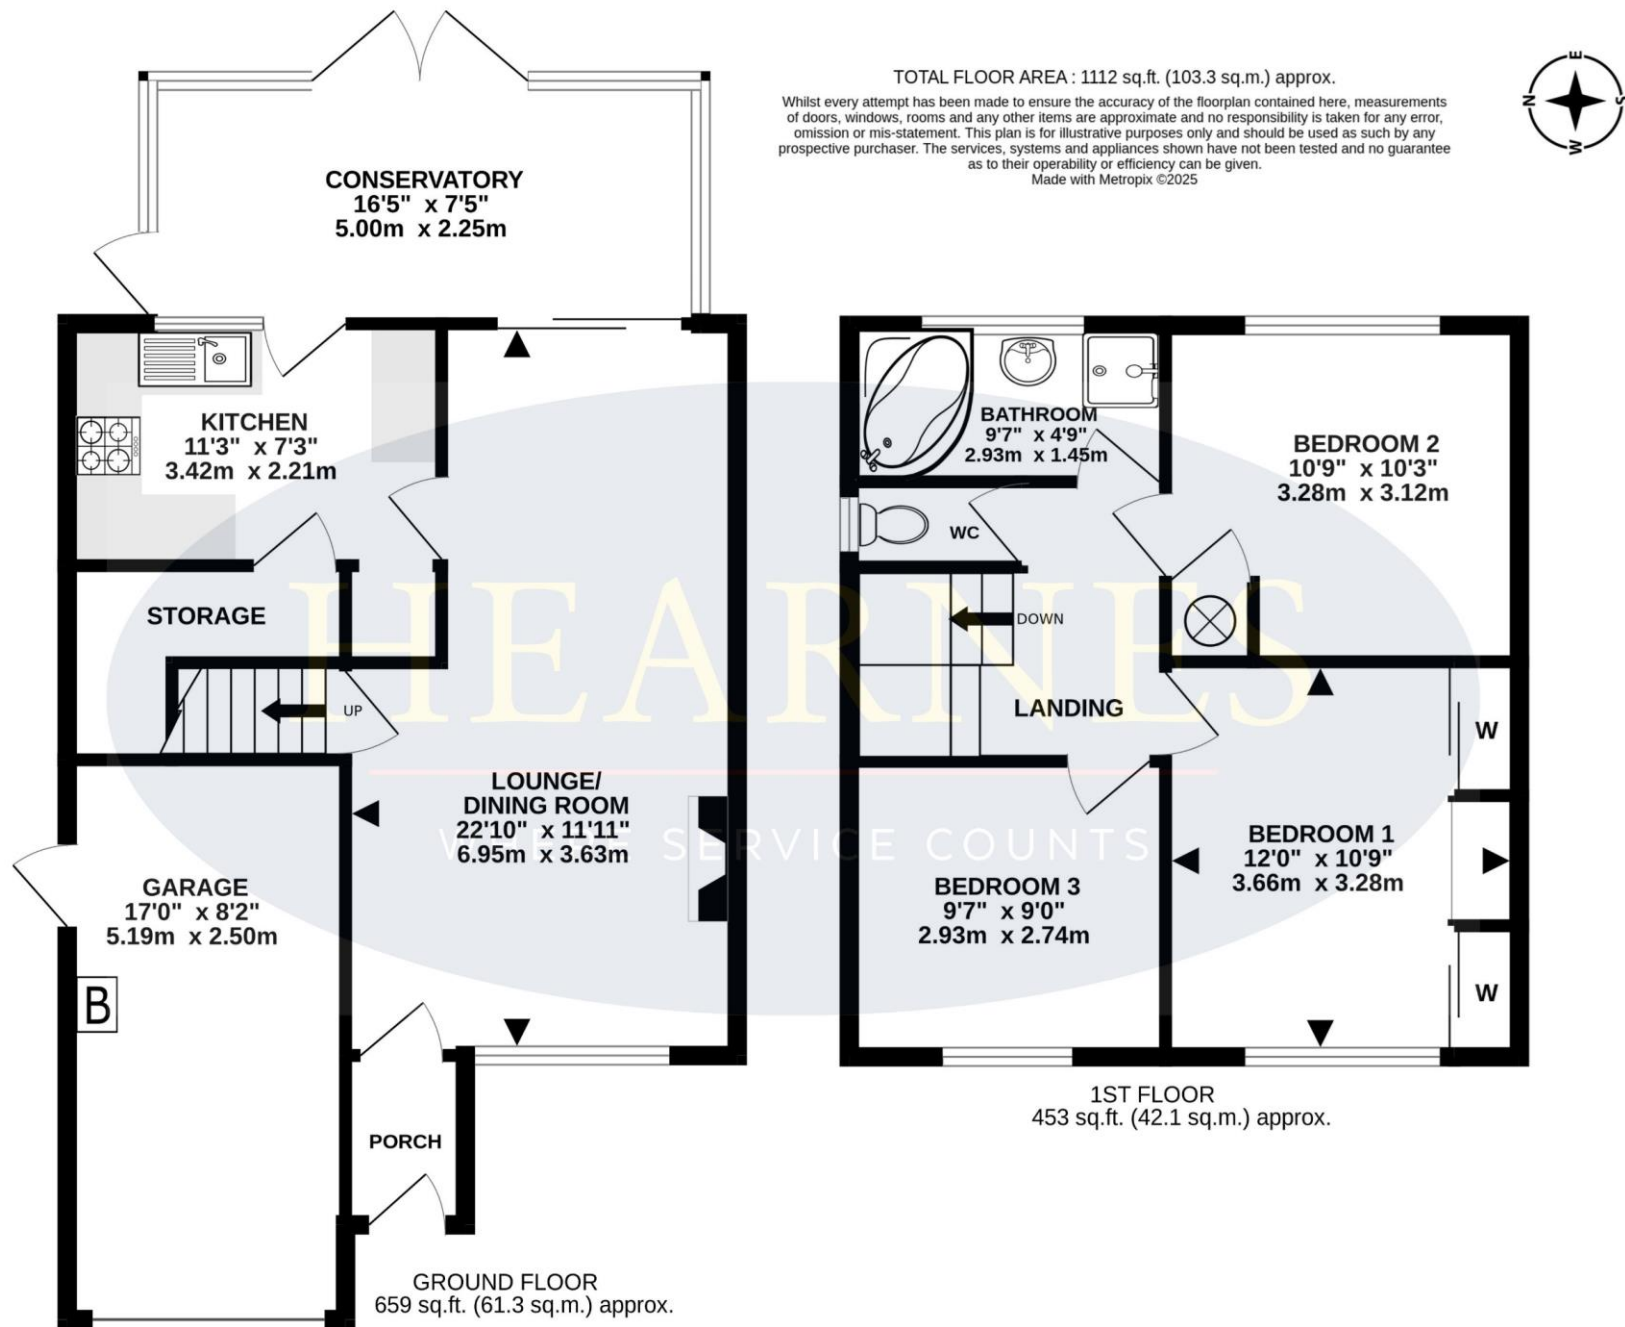 TOTAL FLOOR AREA : 1112 sq.ft. (103.3 sq.m.) approx.
Whilst every attempt has been made to ensure the accuracy of the floorplan contained here, measurements
of doors, windows, rooms and any other items are approximate and no responsibility is taken for any error,
omission or mis-statement. This plan is for illustrative purposes only and should be used as such by any
prospective purchaser. The services, systems and appliances shown have not been tested and no guarantee
as to their operability or efficiency can be given.
Made with Metropix ©2025
E
N
S
W
CONSERVATORY
16'5" x 7'5"
5.00m x 2.25m
KITCHEN
11'3" x 7'3"
3.42m x 2.21m
STORAGE
UP
LOUNGE/
DINING ROOM
22'10" x 11'11"
6.95m x 3.63m
GARAGE
17'0" x 8'2"
5.19m x 2.50m
B
PORCH
GROUND FLOOR
659 sq.ft. (61.3 sq.m.) approx.
BATHROOM
9'7" x 4'9"
2.93m x 1.45m
WC
BEDROOM 2
10'9" x 10'3"
3.28m x 3.12m
DOWN
LANDING
W
BEDROOM 1
12'0" x 10'9"
3.66m x 3.28m
W
BEDROOM 3
9'7" x 9'0"
2.93m x 2.74m
1ST FLOOR
453 sq.ft. (42.1 sq.m.) approx.
HEARNES
WHERE SERVICE COUNTS